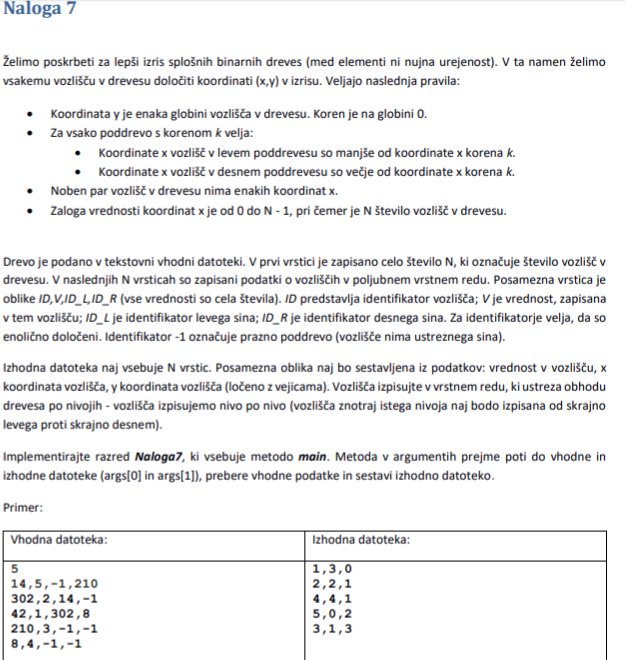 Naloga 7
Želimo poskrbeti za lepši izris splošnih binarnih dreves (med elementi ni nujna urejenost). V ta namen želimo
vsakemu vozlišču v drevesu določiti koordinati (x,y) v izrisu. Veljajo naslednja pravila:
• Koordinata y je enaka globini vozlišča v drevesu. Koren je na globini 0.
• Za vsako poddrevo s korenom k velja:
• Koordinate x vozlišč v levem poddrevesu so manjše od koordinate x korena k.
• Koordinate x vozlišč v desnem poddrevesu so večje od koordinate x korena k.
• Noben par vozlišč v drevesu nima enakih koordinat x.
• Zaloga vrednosti koordinat x je od 0 do N - 1, pri čemer je N število vozlišč v drevesu.
Drevo je podano v tekstovni vhodni datoteki. V prvi vrstici je zapisano celo število N, ki označuje število vozlišč v
drevesu. V naslednjih N vrsticah so zapisani podatki o vozliščih v poljubnem vrstnem redu. Posamezna vrstica je
oblike ID,V,ID_L,ID_R (vse vrednosti so cela števila). ID predstavlja identifikator vozlišča; V je vrednost, zapisana
v tem vozlišču; ID_L je identifikator levega sina; ID_R je identifikator desnega sina. Za identifikatorje velja, da so
enolično določeni. Identifikator -1 označuje prazno poddrevo (vozlišče nima ustreznega sina).
Izhodna datoteka naj vsebuje N vrstic. Posamezna oblika naj bo sestavljena iz podatkov: vrednost v vozlišču, x
koordinata vozlišča, y koordinata vozlišča (ločeno z vejicama). Vozlišča izpisujte v vrstnem redu, ki ustreza obhodu
drevesa po nivojih - vozlišča izpisujemo nivo po nivo (vozlišča znotraj istega nivoja naj bodo izpisana od skrajno
levega proti skrajno desnem).
Implementirajte razred Naloga7, ki vsebuje metodo main. Metoda v argumentih prejme poti do vhodne in
izhodne datoteke (args[0] in args[1]), prebere vhodne podatke in sestavi izhodno datoteko.
Primer:
Vhodna datoteka:
5
14,5,-1,210
302,2,14,-1
42,1,302,8
210,3,-1,-1
8,4,-1,-1
Izhodna datoteka:
1,3,0
2,2,1
4,4,1
5,0,2
3,1,3